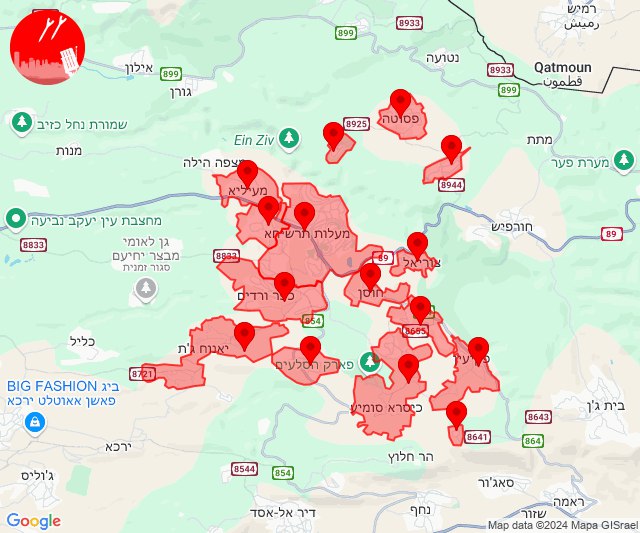 רמיש
رميش
8933
899
נטועה
אילון
8933
Qatmoun
قطمون
899
899
גורן
פסוטה
8925
שמורת נחל כזיב
Ein Ziv
מתת
מנות
מצפה הילה
מערת פער
8944
מעיליא
מחצבת עין יעקב נביעה
חורפיש
מעלות תרשיחא
89
8833
גן לאומי
מבצר יחיעם
סגור זמנית
89
8833
צוריאל
חוסן
כפר ורדים
854
8655
כליל
יאנוח ג'ת
פארק הסלעים
8721
BIG FASHION ביג
פאשן אאוטלט ירכא
כיסרא סומיע
בית ג'ן
8643
8641
864
ירכא
הר חלוץ
8544
854
ג'וליס
סאג'ור
ראמה
נחף
שזור
דיר אל-אסד
Google
Map data ©2024 Mapa GISrael